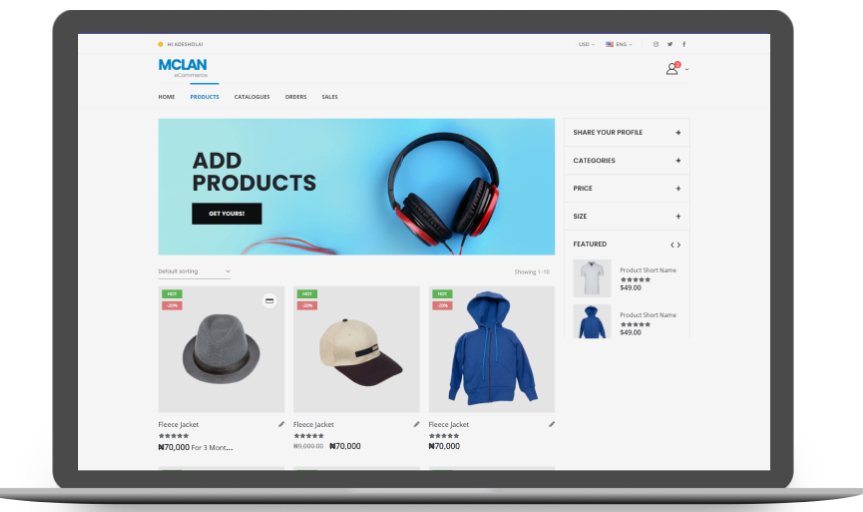 HI ADESHOLA!
USD
ENG
MCLAN
eCommerce
2
HOME PRODUCTS CATALOGUES ORDERS SALES
ADD
PRODUCTS
GET YOURS!
SHARE YOUR PROFILE +
CATEGORIES +
PRICE +
SIZE +
FEATURED
Product Short Name
$49.00
Product Short Name
$49.00
Default sorting
Showing 1-10
HOT
-20%
HOT
-20%
HOT
-20%
Fleece Jacket
₦70,000 For 3 Mont...
Fleece Jacket
₦9,000.00 ₦70,000
Fleece Jacket
₦70,000